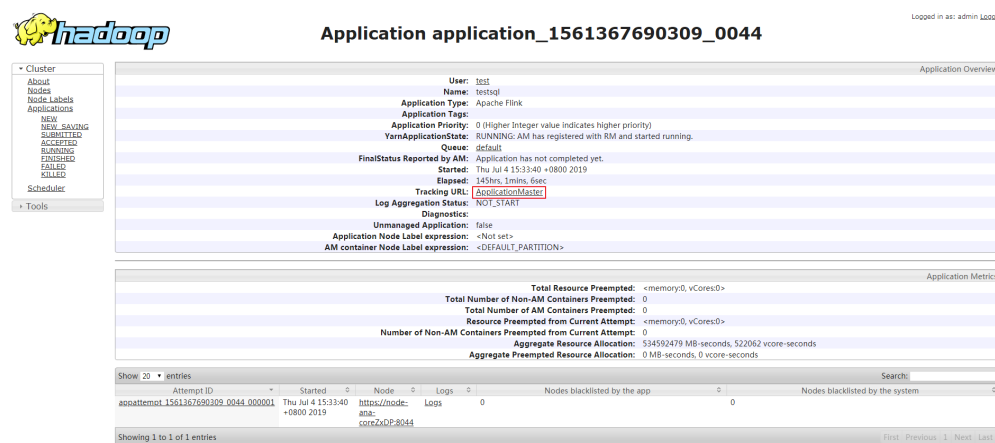 hadoop
Logged in as: admin Logg
Application application_1561367690309_0044
Cluster
About
Nodes
Node Labels
Applications
NEW
NEW_SAVING
SUBMITTED
ACCEPTED
RUNNING
FINISHED
FAILED
KILLED
Scheduler
Tools
Application Overview
User: test
Name: testsql
Application Type: Apache Flink
Application Tags:
Application Priority: 0 (Higher Integer value indicates higher priority)
YarnApplicationState: RUNNING: AM has registered with RM and started running.
Queue: default
FinalStatus Reported by AM: Application has not completed yet.
Started: Thu Jul 4 15:33:40 +0800 2019
Elapsed: 145hrs, 1mins, 6sec
Tracking URL: ApplicationMaster
Log Aggregation Status: NOT_START
Diagnostics:
Unmanaged Application: false
Application Node Label expression: <Not set>
AM container Node Label expression: <DEFAULT_PARTITION>
Application Metrics
Total Resource Preempted: <memory:0, vCores:0>
Total Number of Non-AM Containers Preempted: 0
Total Number of AM Containers Preempted: 0
Resource Preempted from Current Attempt: <memory:0, vCores:0>
Number of Non-AM Containers Preempted from Current Attempt: 0
Aggregate Resource Allocation: 534592479 MB-seconds, 522062 vcore-seconds
Aggregate Preempted Resource Allocation: 0 MB-seconds, 0 vcore-seconds
Show 20 entries Search:
Attempt ID Started Node Logs Nodes blacklisted by the app Nodes blacklisted by the system
appattempt_1561367690309_0044_000001 Thu Jul 4 15:33:40 https://node- Logs 0 0
+0800 2019 ana-
coreZxDP:8044
Showing 1 to 1 of 1 entries First Previous 1 Next Last